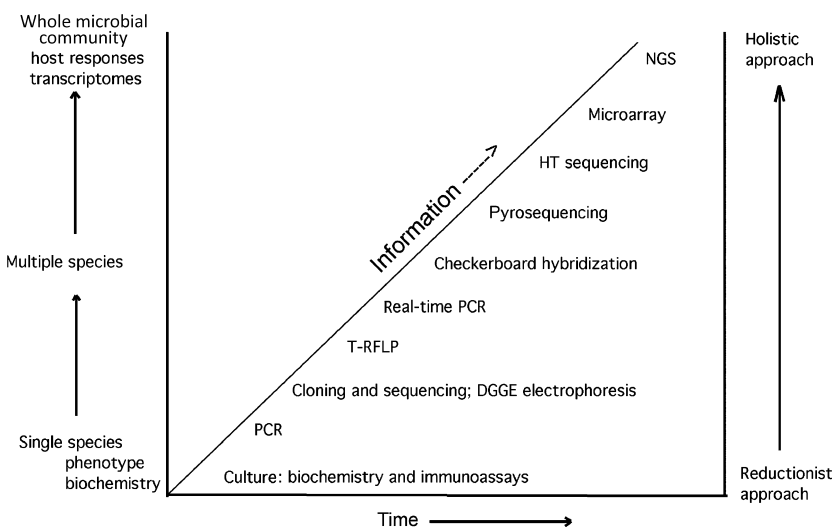 Whole microbial
community
host responses
transcriptomes
Multiple species
Single species
phenotype
biochemistry
Information
NGS
Microarray
HT sequencing
Pyrosequencing
Checkerboard hybridization
Real-time PCR
T-RFLP
Cloning and sequencing; DGGE electrophoresis
PCR
Culture: biochemistry and immunoassays
Holistic
approach
Reductionist
approach
Time